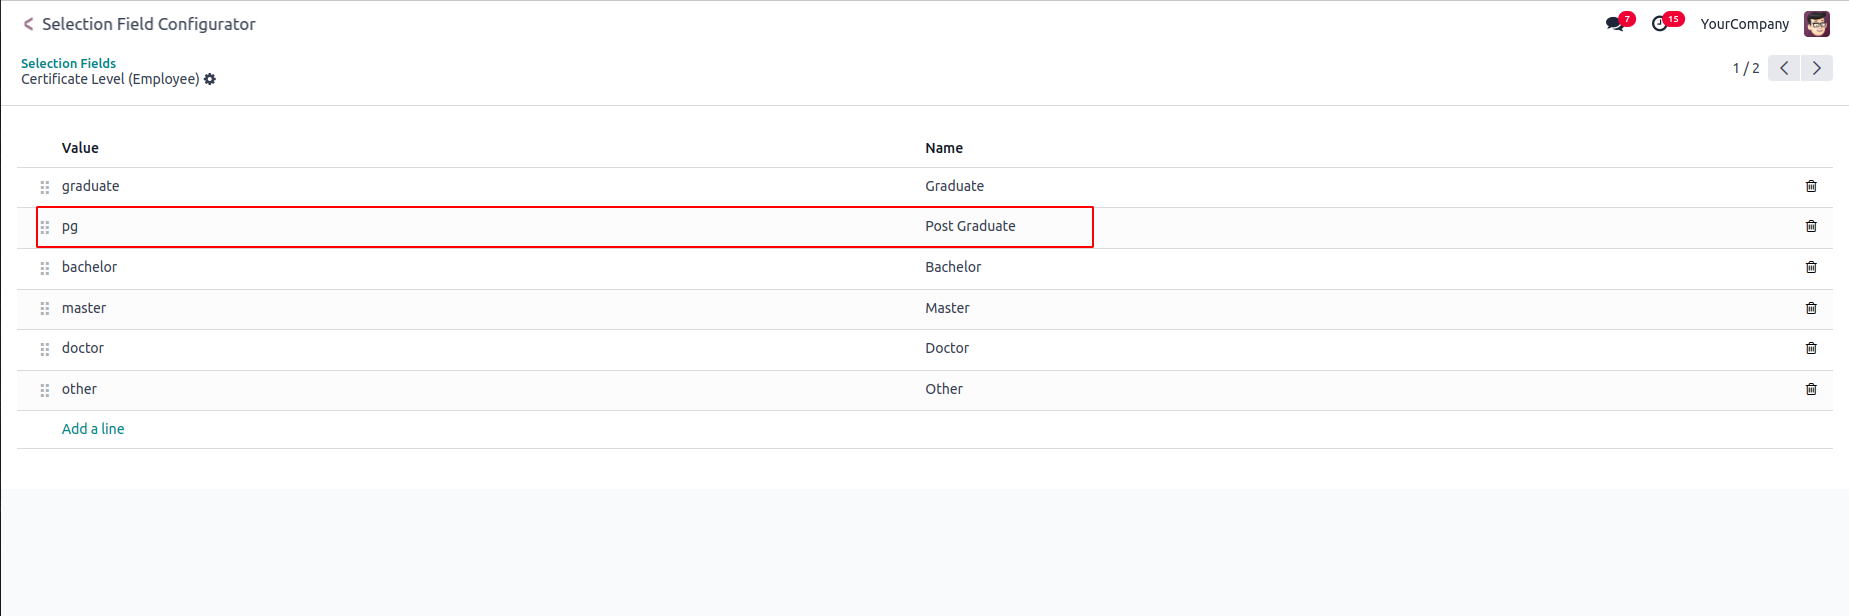 < Selection Field Configurator
7 15 YourCompany
Selection Fields
Certificate Level (Employee)
1 / 2
Value Name
graduate Graduate
pg Post Graduate
bachelor Bachelor
master Master
doctor Doctor
other Other
Add a line